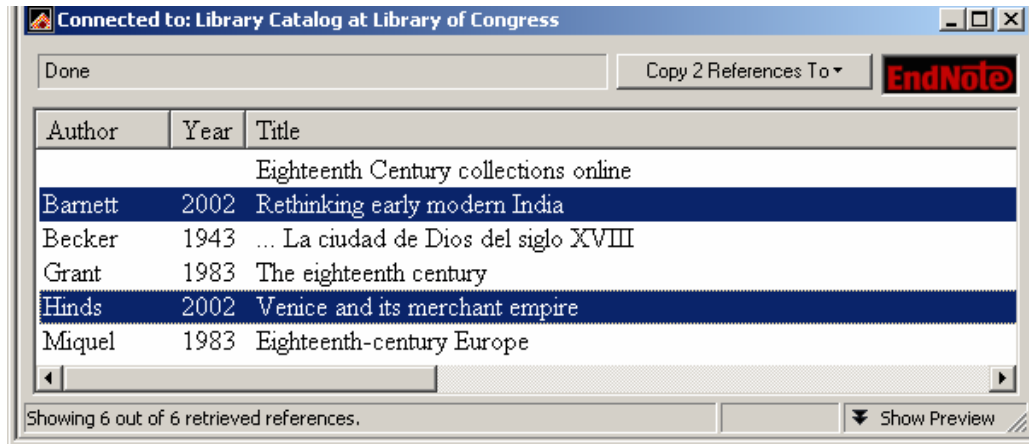 Connected to: Library Catalog at Library of Congress
Done Copy 2 References To EndNote
Author Year Title
Eighteenth Century collections online
Barnett 2002 Rethinking early modern India
Becker 1943 ... La ciudad de Dios del siglo XVIII
Grant 1983 The eighteenth century
Hinds 2002 Venice and its merchant empire
Miquel 1983 Eighteenth-century Europe
Showing 6 out of 6 retrieved references. Show Preview